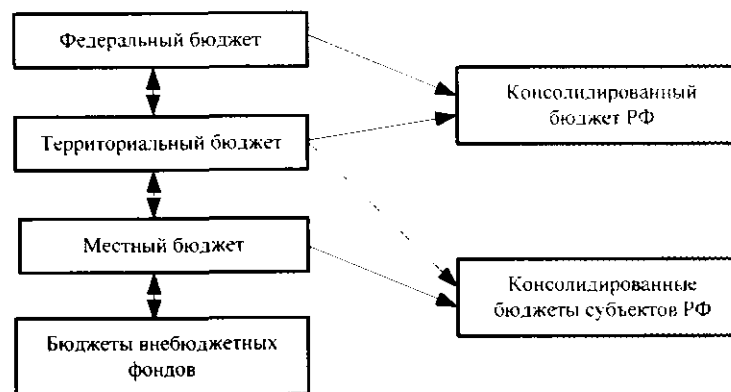 Федеральный бюджет
Территориальный бюджет
Местный бюджет
Бюджеты внебюджетных
фондов
Консолидированный
бюджет РФ
Консолидированные
бюджеты субъектов РФ